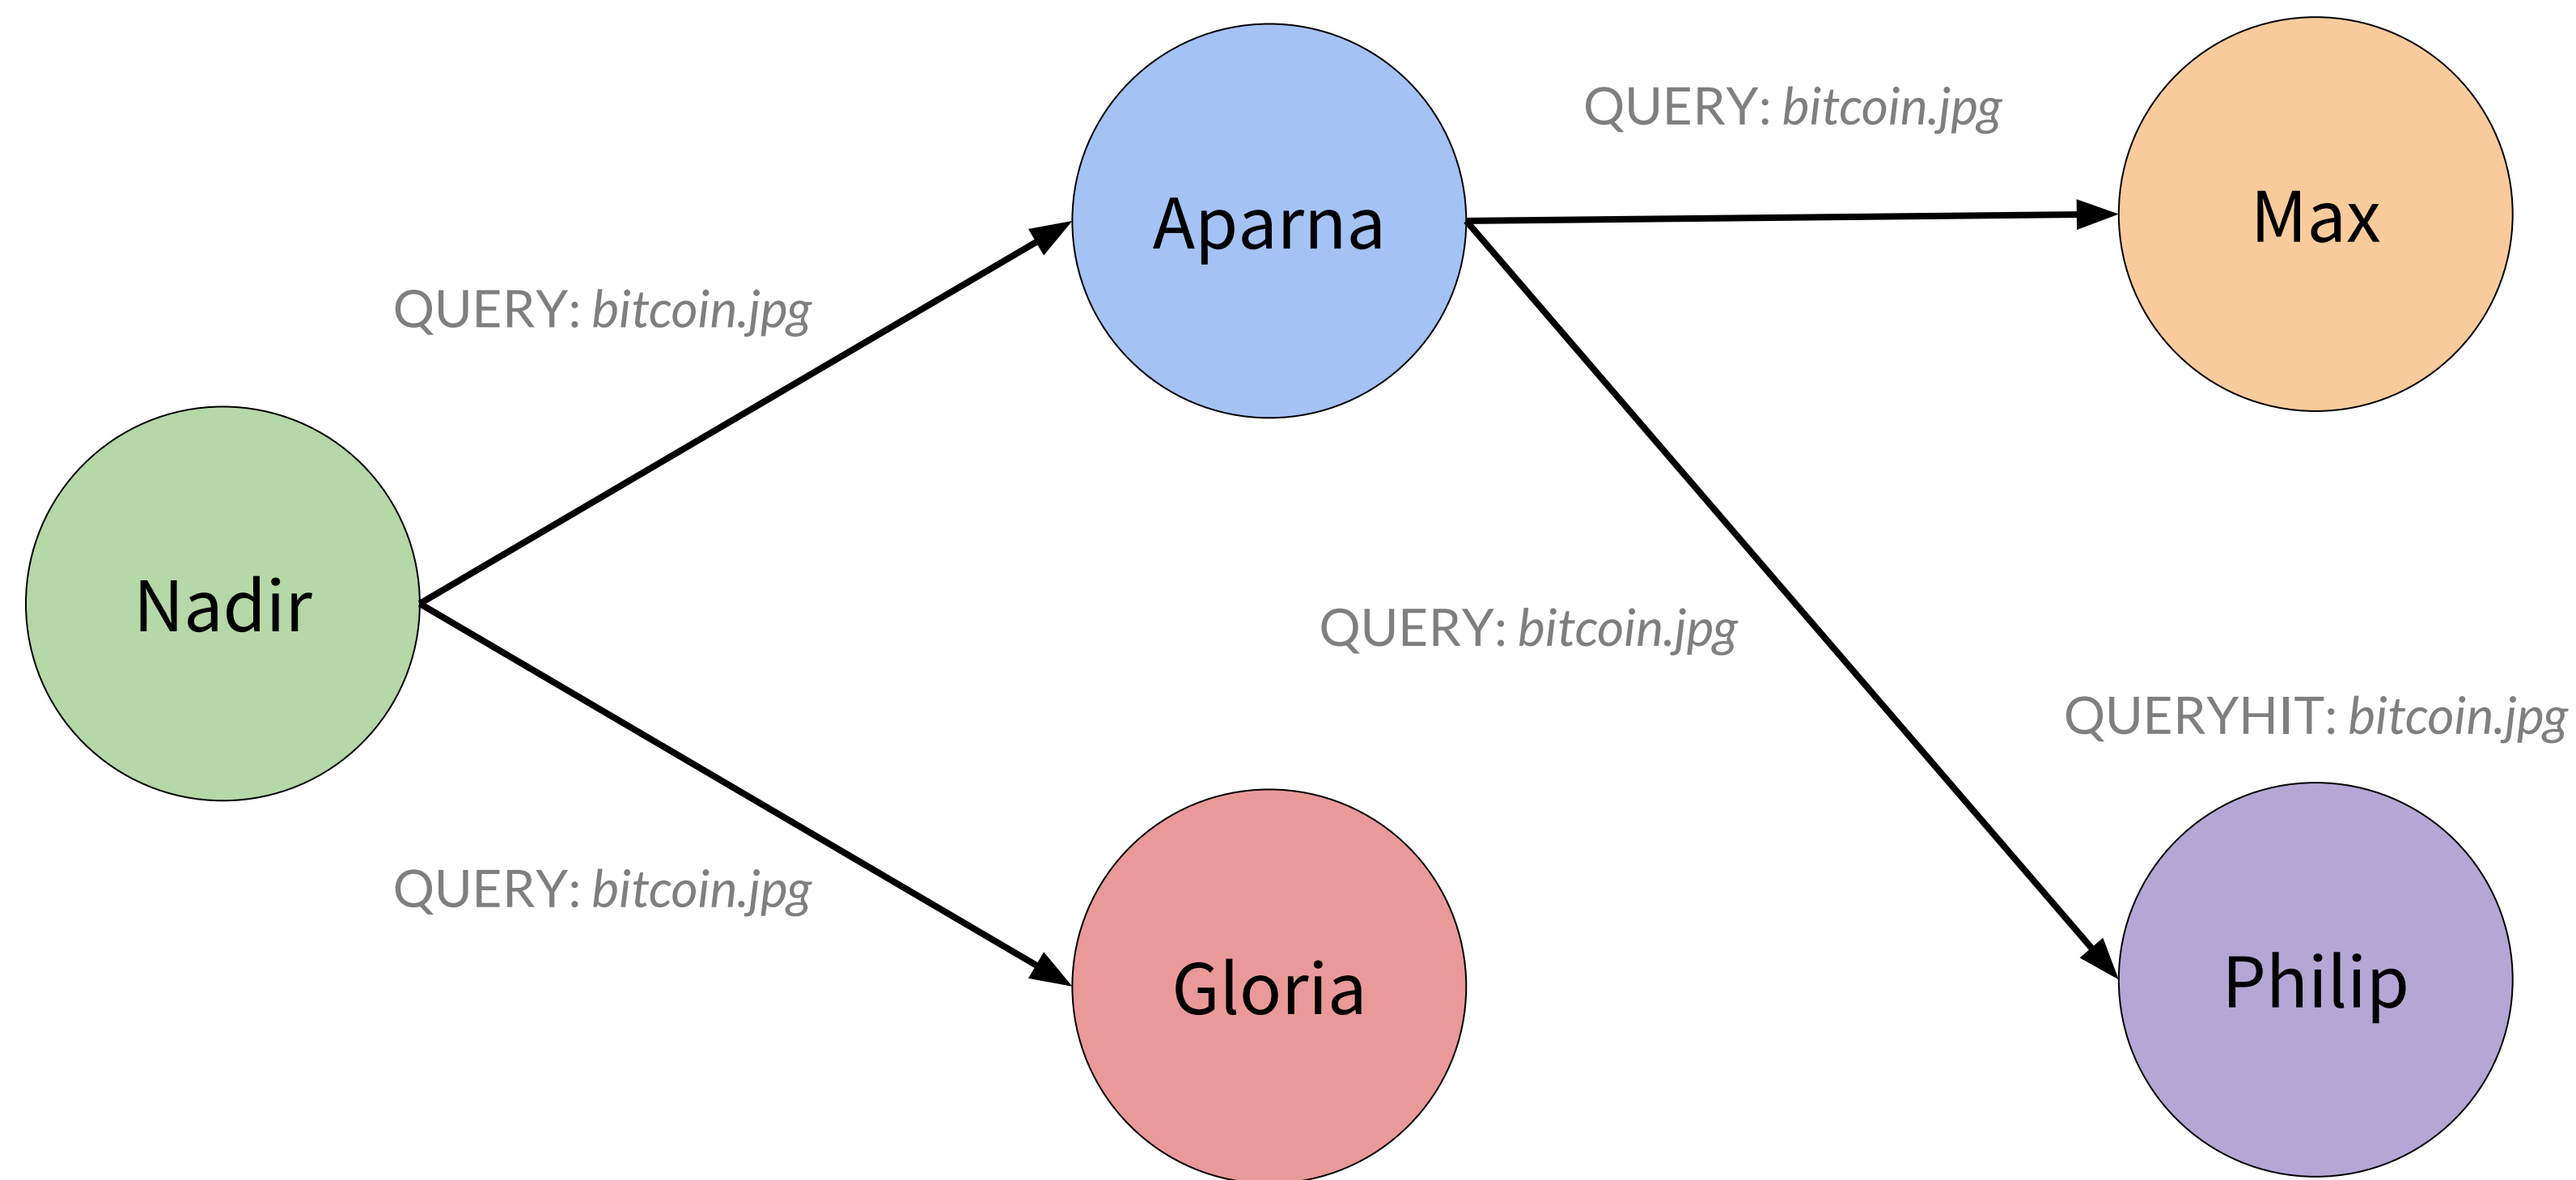 QUERY: bitcoin.jpg
Aparna
Max
QUERY: bitcoin.jpg
Nadir
QUERY: bitcoin.jpg
QUERYHIT: bitcoin.jpg
QUERY: bitcoin.jpg
Gloria
Philip